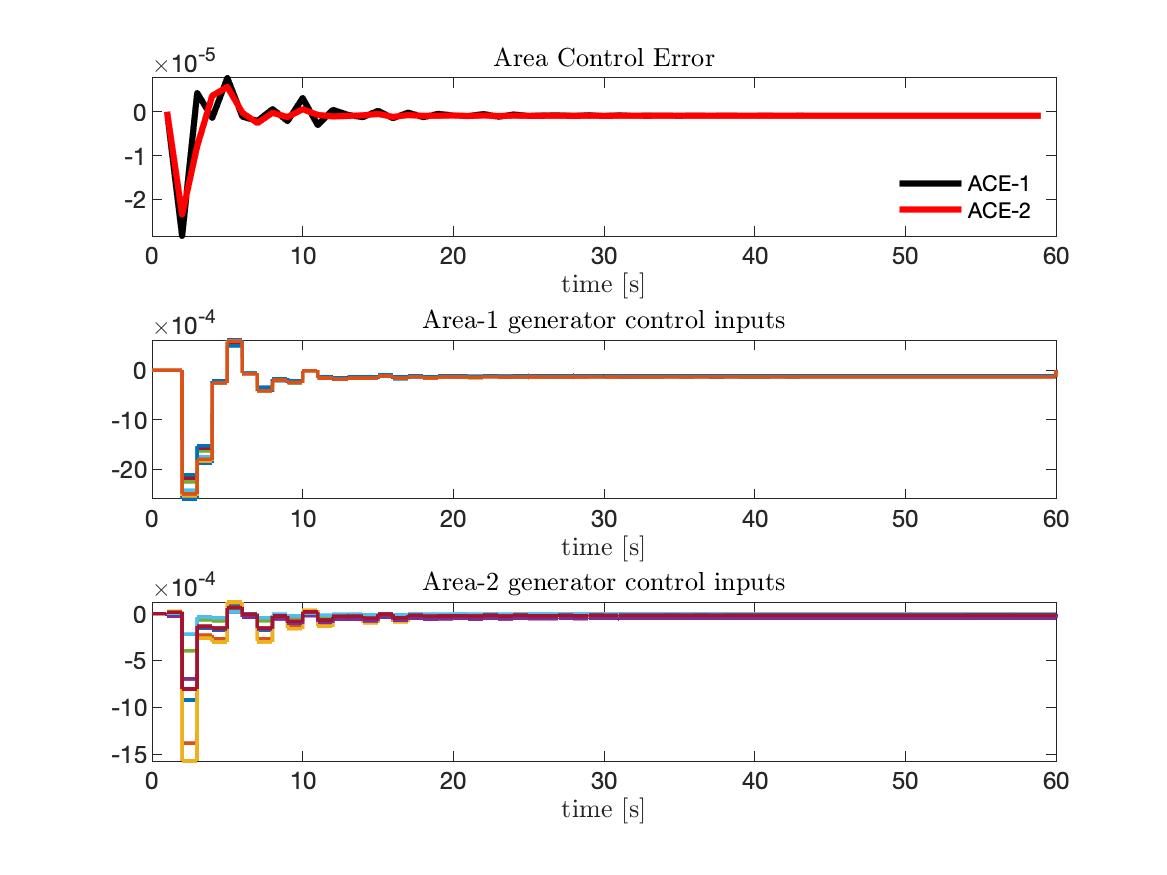 Area Control Error
×10-5
0
-1
-2
ACE-1
ACE-2
0 10 20 30 40 50 60
time [s]
Area-1 generator control inputs
×10-4
0
-10
-20
0 10 20 30 40 50 60
time [s]
Area-2 generator control inputs
×10-4
0
-5
-10
-15
0 10 20 30 40 50 60
time [s]